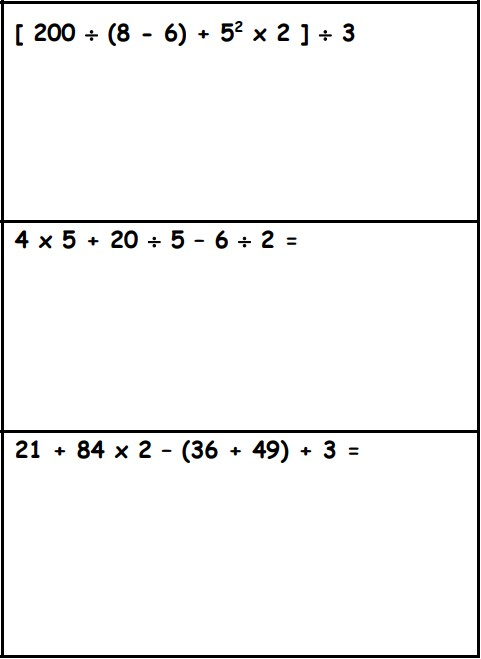 [ 200 ÷ (8 - 6) + 5² x 2 ] ÷ 3
4 x 5 + 20 ÷ 5 - 6 ÷ 2 =
21 + 84 x 2 - (36 + 49) + 3 =